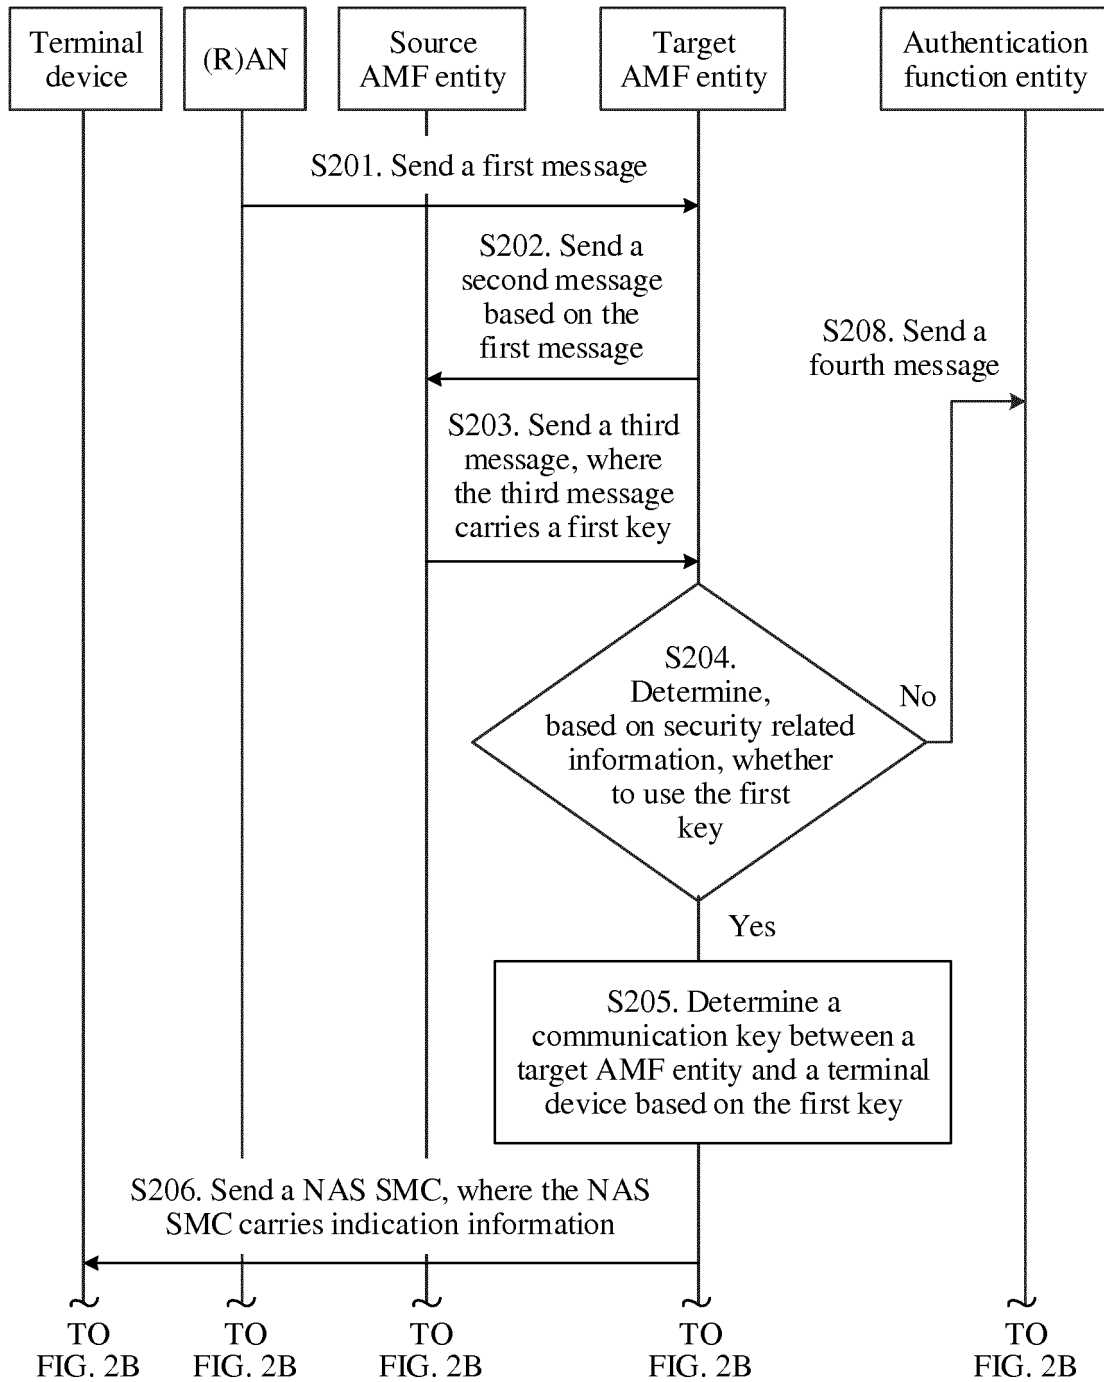 Terminal
device
(R)AN
Source
AMF entity
Target
AMF entity
Authentication
function entity
S201. Send a first message
S202. Send a
second message
based on the
first message
S208. Send a
fourth message
S203. Send a third
message, where
the third message
carries a first key
S204.
Determine,
based on security related
information, whether
to use the first
key
No
Yes
S205. Determine a
communication key between a
target AMF entity and a terminal
device based on the first key
S206. Send a NAS SMC, where the NAS
SMC carries indication information
TO
FIG. 2B
TO
FIG. 2B
TO
FIG. 2B
TO
FIG. 2B
TO
FIG. 2B